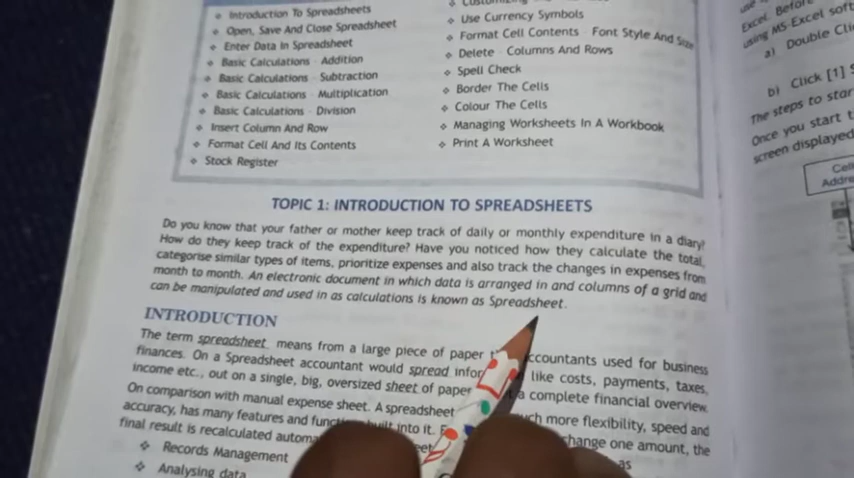 Introduction To Spreadsheets
Open, Save And Close Spreadsheet
Enter Data In Spreadsheet
Basic Calculations - Addition
Basic Calculations - Subtraction
Basic Calculations - Multiplication
Basic Calculations - Division
Insert Column And Row
Format Cell And Its Contents
Stock Register
Use Currency Symbols
Format Cell Contents - Font Style And Size
Delete - Columns And Rows
Spell Check
Border The Cells
Colour The Cells
Managing Worksheets In A Workbook
Print A Worksheet
TOPIC 1: INTRODUCTION TO SPREADSHEETS
Do you know that your father or mother keep track of daily or monthly expenditure in a diary?
How do they keep track of the expenditure? Have you noticed how they calculate the total,
categorise similar types of items, prioritize expenses and also track the changes in expenses from
month to month. An electronic document in which data is arranged in and columns of a grid and
can be manipulated and used in as calculations is known as Spreadsheet.
INTRODUCTION
The term spreadsheet means from a large piece of paper accountants used for business
finances. On a Spreadsheet accountant would spread like costs, payments, taxes,
income etc., out on a single, big, oversized sheet of paper a complete financial overview.
On comparison with manual expense sheet. A spreadsheet more flexibility, speed and
accuracy, has many features and built into it. change one amount, the
final result is recalculated as
Records Management
Analysing data
Excel. Before
using MS-Excel soft
a) Double
b) Click [1]
The steps to
Once you start
screen displayed